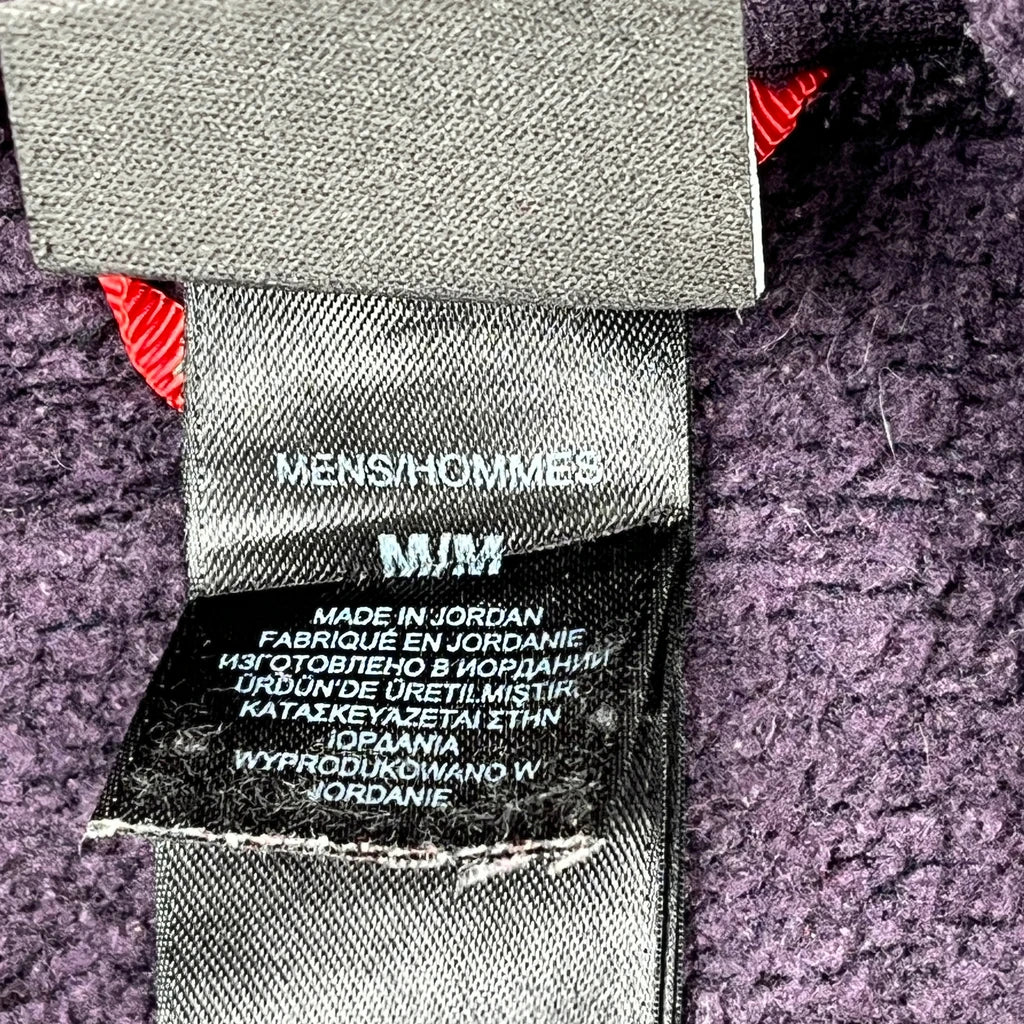 MENS/HOMMES
M/M
MADE IN JORDAN
FABRIQUÉ EN JORDANIE
ИЗГОТОВЛЕНО В ИОРДАНИИ
ÜRDÜN'DE ÜRETILMIŞTIR.
ΚΑΤΑΣΚΕΥΑΖΕΤΑΙ ΣΤΗΝ
ΙΟΡΔΑΝΙΑ
WYPRODUKOWANO W
JORDANIE